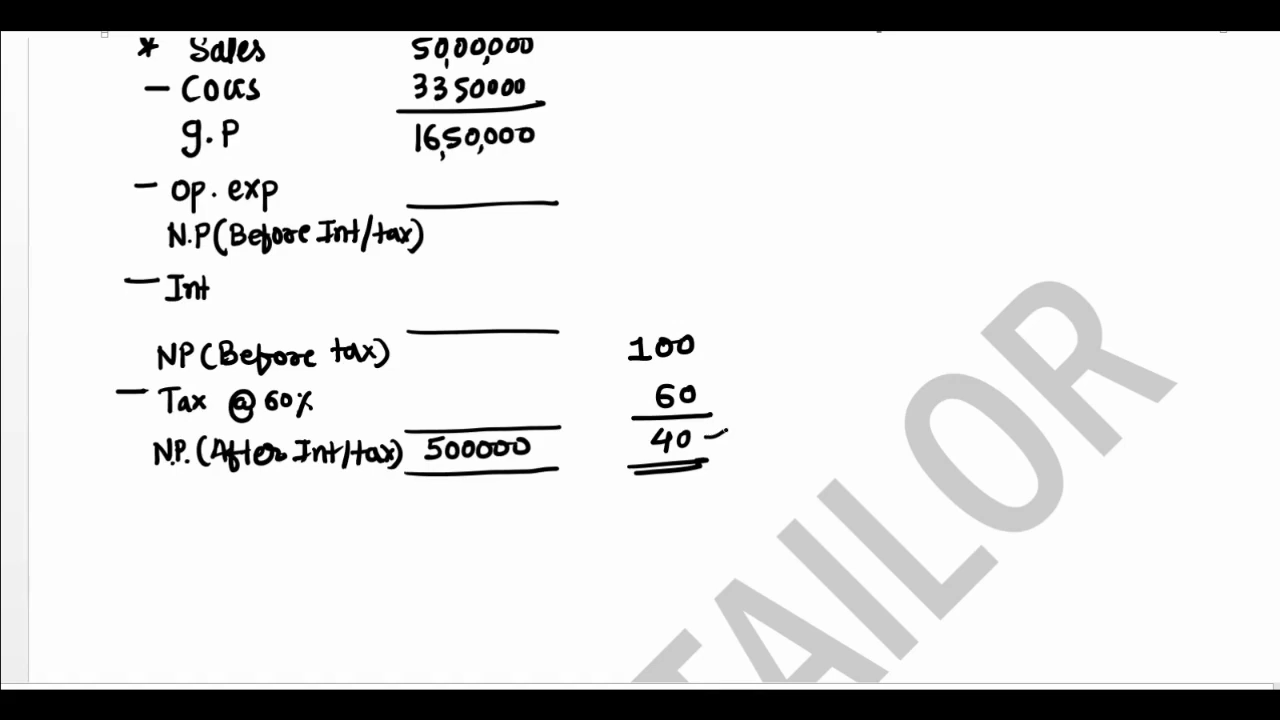 * Sales 50,00,000
- COGS 3350000
g.P 16,50,000
- Op. exp
N.P (Before Int/tax)
- Int
NP (Before tax) 100
- Tax @ 60% 60
N.P. (After Int/tax) 500000 40 -
TAILOR